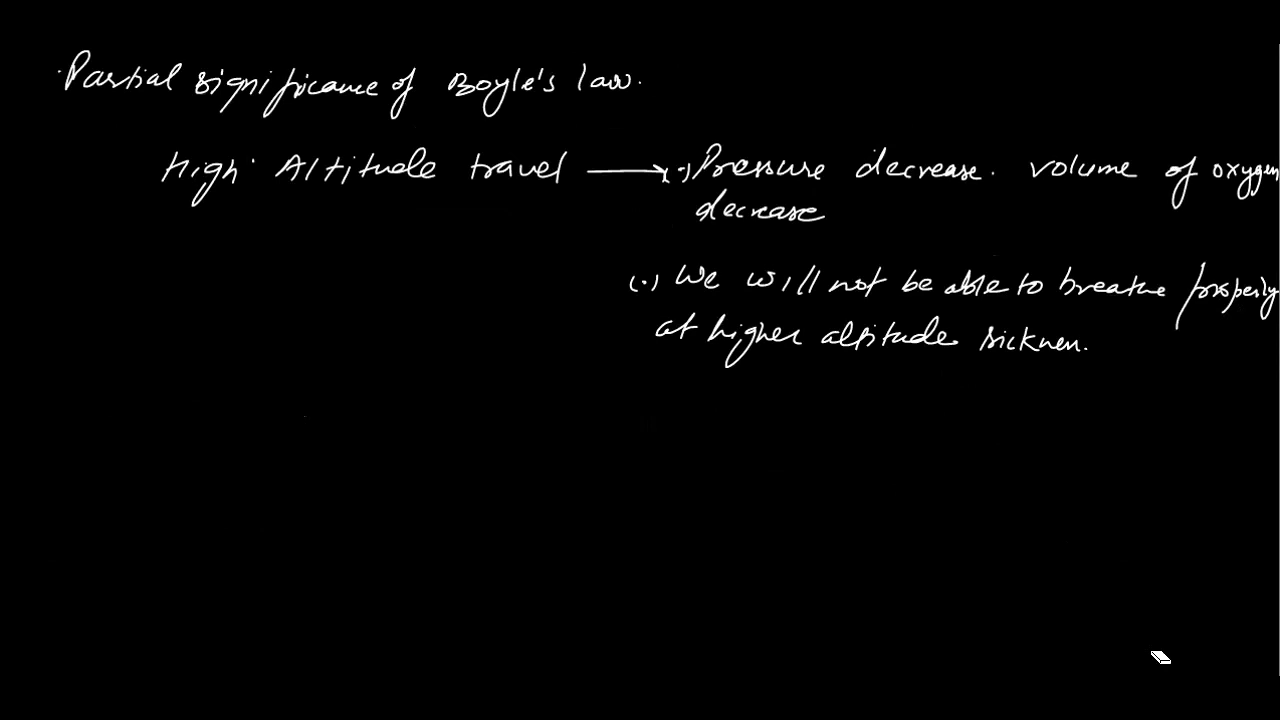 Partial significance of Boyle's law.
High Altitude travel → (.) Pressure decrease. volume of oxygen
decrease
(.) We will not be able to breathe properly
at higher altitude sickness.